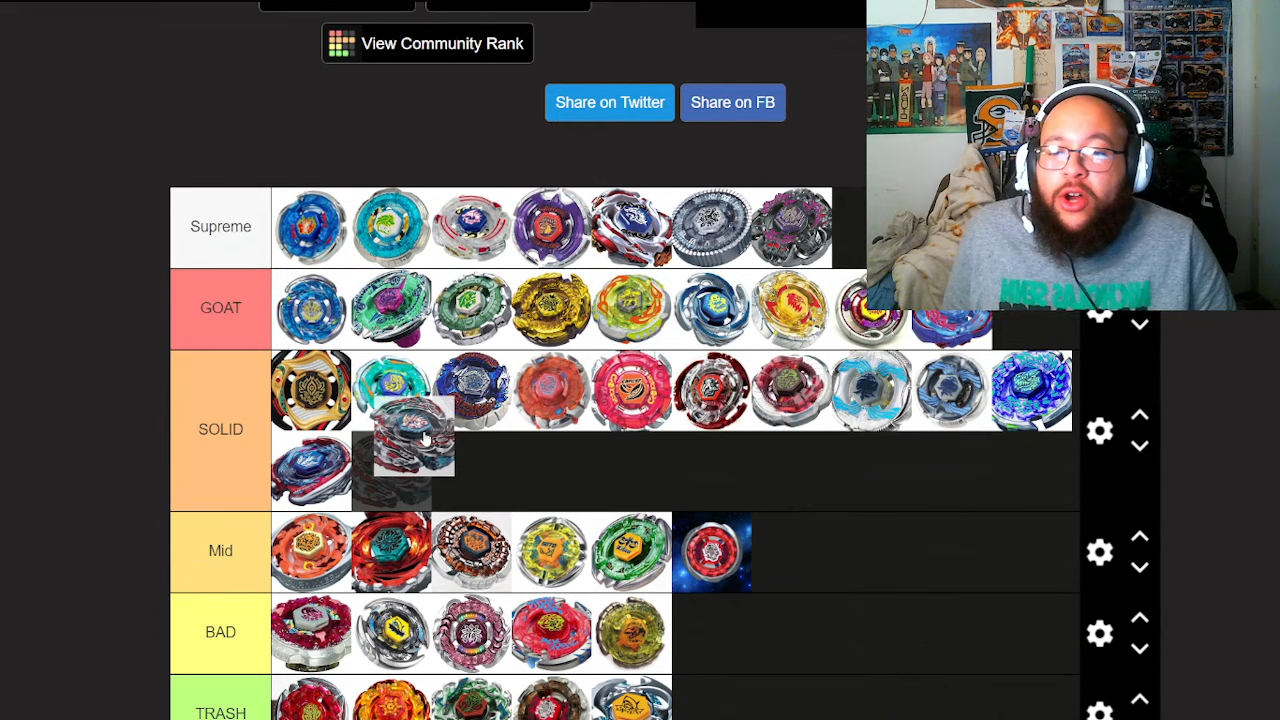 View Community Rank
Share on Twitter
Share on FB
Supreme
GOAT
SOLID
Mid
BAD
TRASH